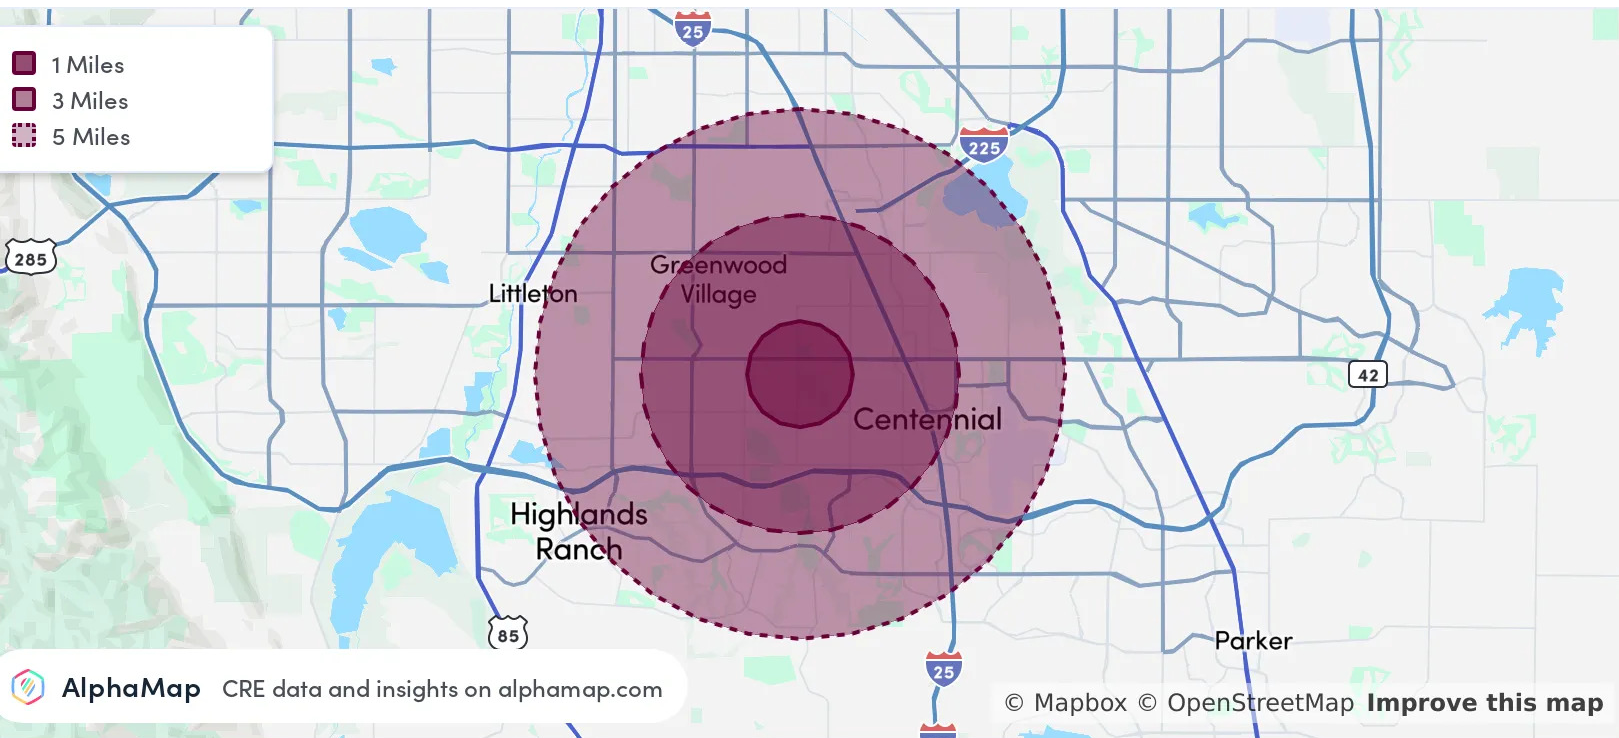 25
1 Miles
3 Miles
5 Miles
225
285
Greenwood
Village
Littleton
42
Centennial
Highlands
Ranch
85
Parker
25
AlphaMap CRE data and insights on alphamap.com
© Mapbox © OpenStreetMap Improve this map